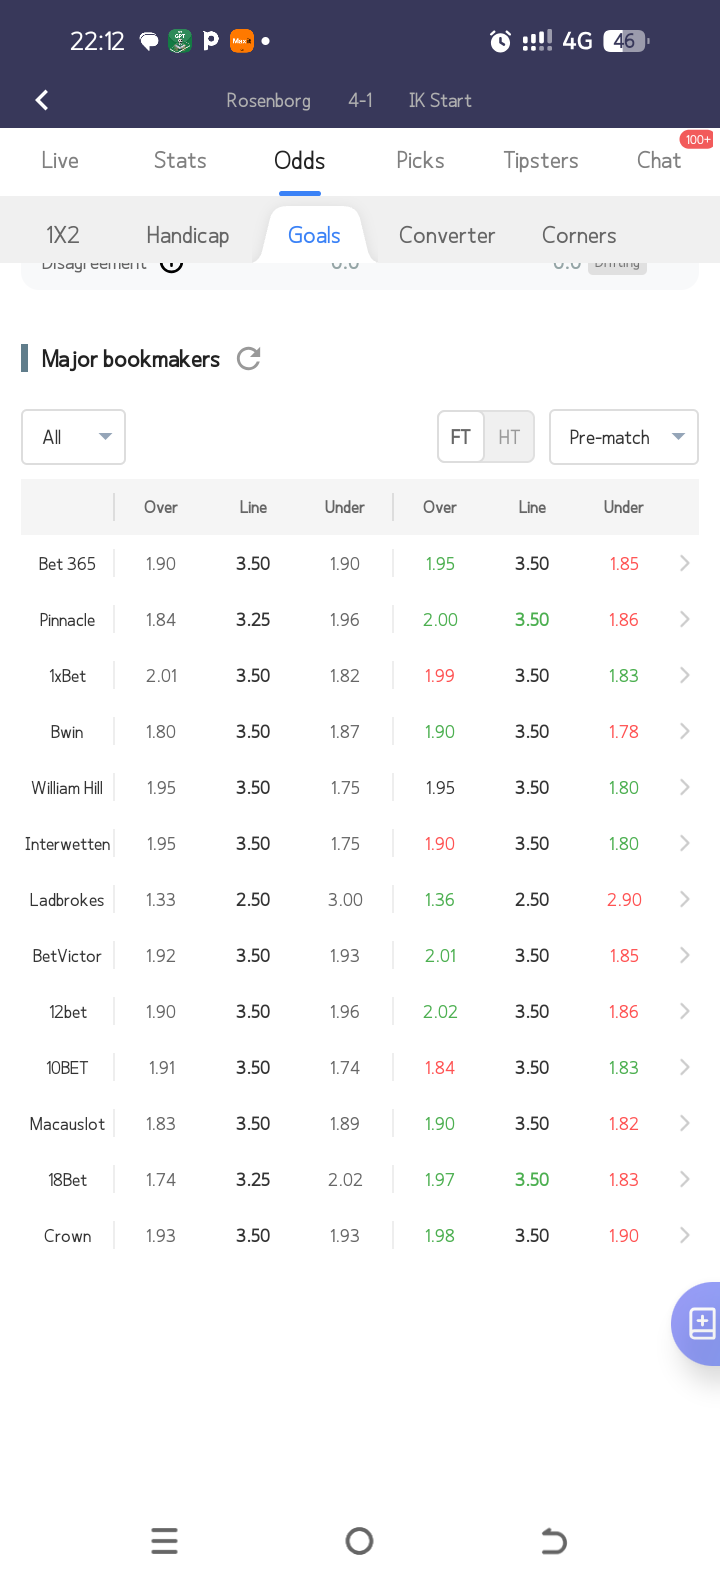 22:12 4G 46
Rosenborg 4-1 IK Start
100+
Live Stats Odds Picks Tipsters Chat
1X2 Handicap Goals Converter Corners
Disagreement 0.0 0.0 Drifting
Major bookmakers
All FT HT Pre-match
Over Line Under Over Line Under
Bet 365 1.90 3.50 1.90 1.95 3.50 1.85
Pinnacle 1.84 3.25 1.96 2.00 3.50 1.86
1xBet 2.01 3.50 1.82 1.99 3.50 1.83
Bwin 1.80 3.50 1.87 1.90 3.50 1.78
William Hill 1.95 3.50 1.75 1.95 3.50 1.80
Interwetten 1.95 3.50 1.75 1.90 3.50 1.80
Ladbrokes 1.33 2.50 3.00 1.36 2.50 2.90
BetVictor 1.92 3.50 1.93 2.01 3.50 1.85
12bet 1.90 3.50 1.96 2.02 3.50 1.86
10BET 1.91 3.50 1.74 1.84 3.50 1.83
Macauslot 1.83 3.50 1.89 1.90 3.50 1.82
18Bet 1.74 3.25 2.02 1.97 3.50 1.83
Crown 1.93 3.50 1.93 1.98 3.50 1.90